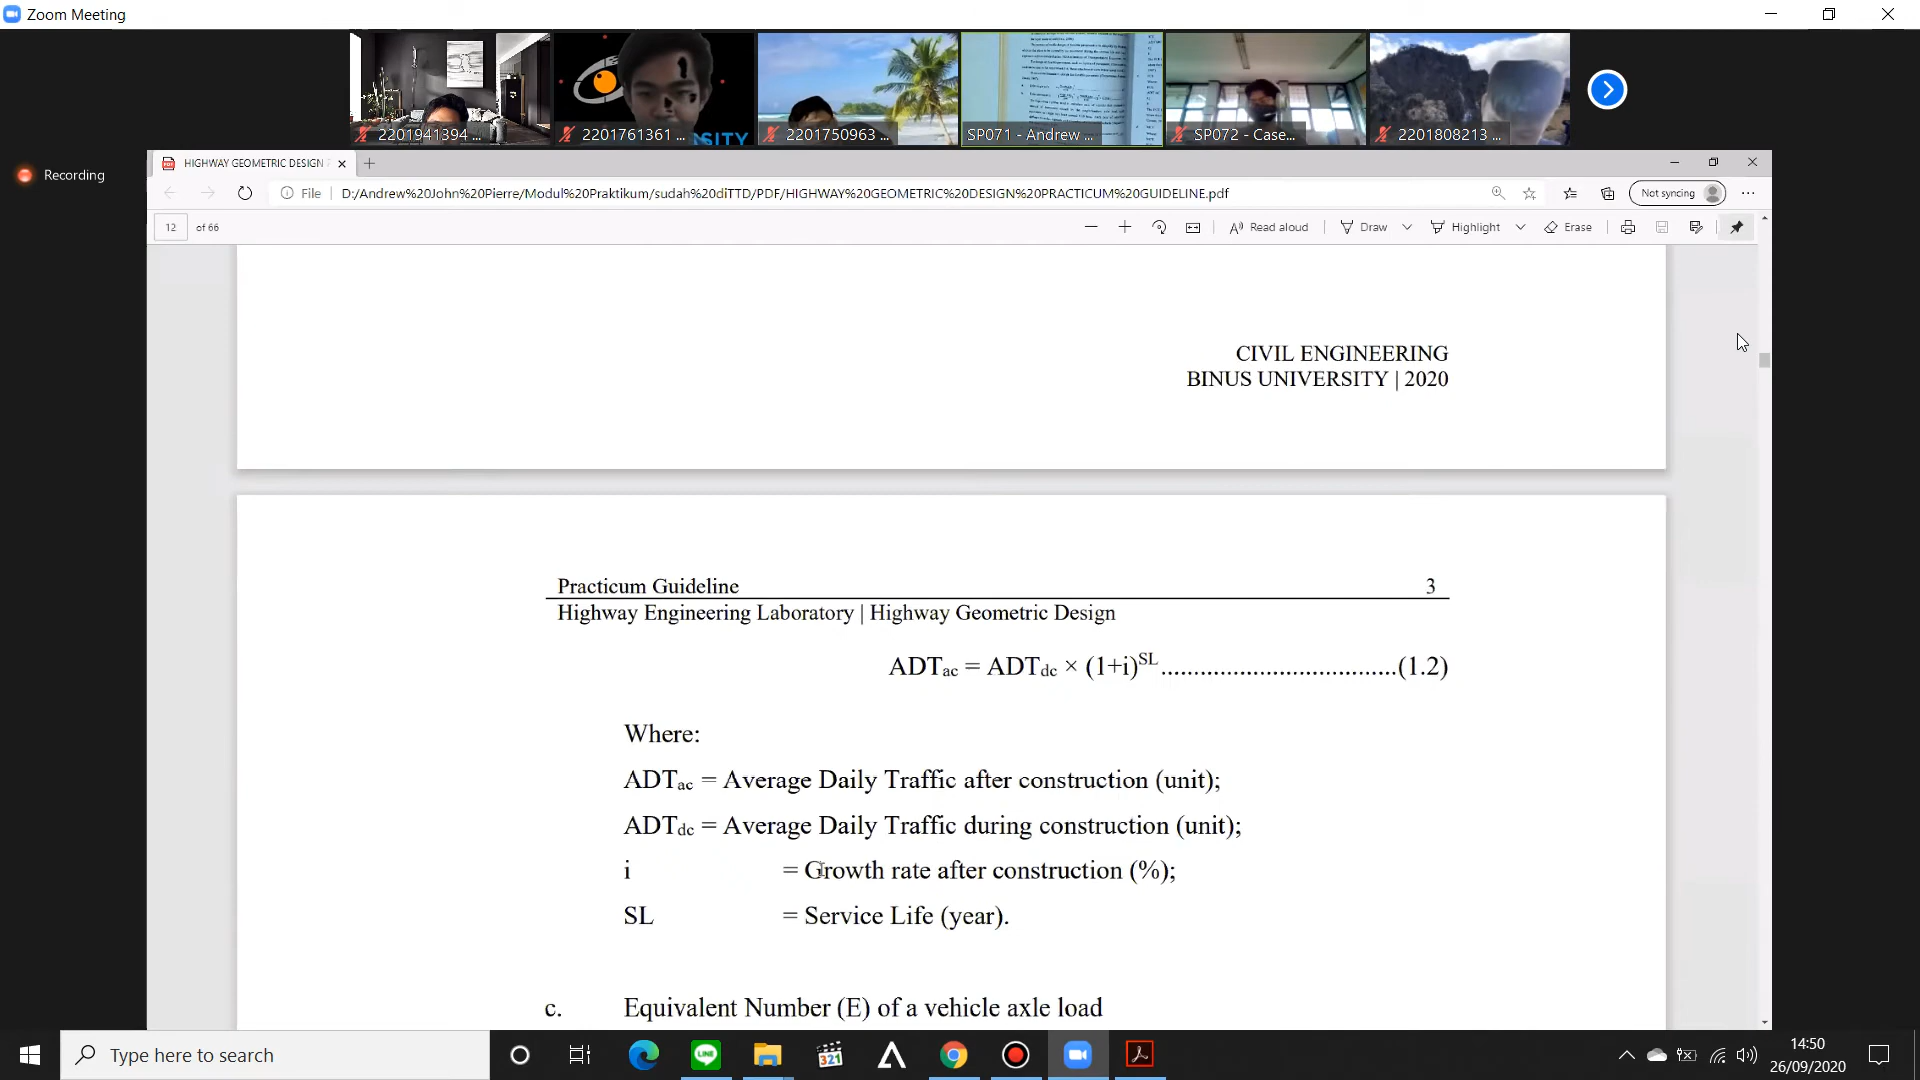 Zoom Meeting
2201941394 ...
2201761361 ...
SITY
2201750963 ...
SP071 - Andrew ...
SP072 - Case...
2201808213 ...
Recording
HIGHWAY GEOMETRIC DESIGN
File
D:/Andrew%20John%20Pierre/Modul%20Praktikum/sudah%20diTTD/PDF/HIGHWAY%20GEOMETRIC%20DESIGN%20PRACTICUM%20GUIDELINE.pdf
Not syncing
12 of 66
Read aloud
Draw
Highlight
Erase
CIVIL ENGINEERING
BINUS UNIVERSITY | 2020
Practicum Guideline 3
Highway Engineering Laboratory | Highway Geometric Design
ADTac = ADTdc × (1+i)SL....................................(1.2)
Where:
ADTac = Average Daily Traffic after construction (unit);
ADTdc = Average Daily Traffic during construction (unit);
i = Growth rate after construction (%);
SL = Service Life (year).
c. Equivalent Number (E) of a vehicle axle load
Type here to search
LINE
321
14:50
26/09/2020